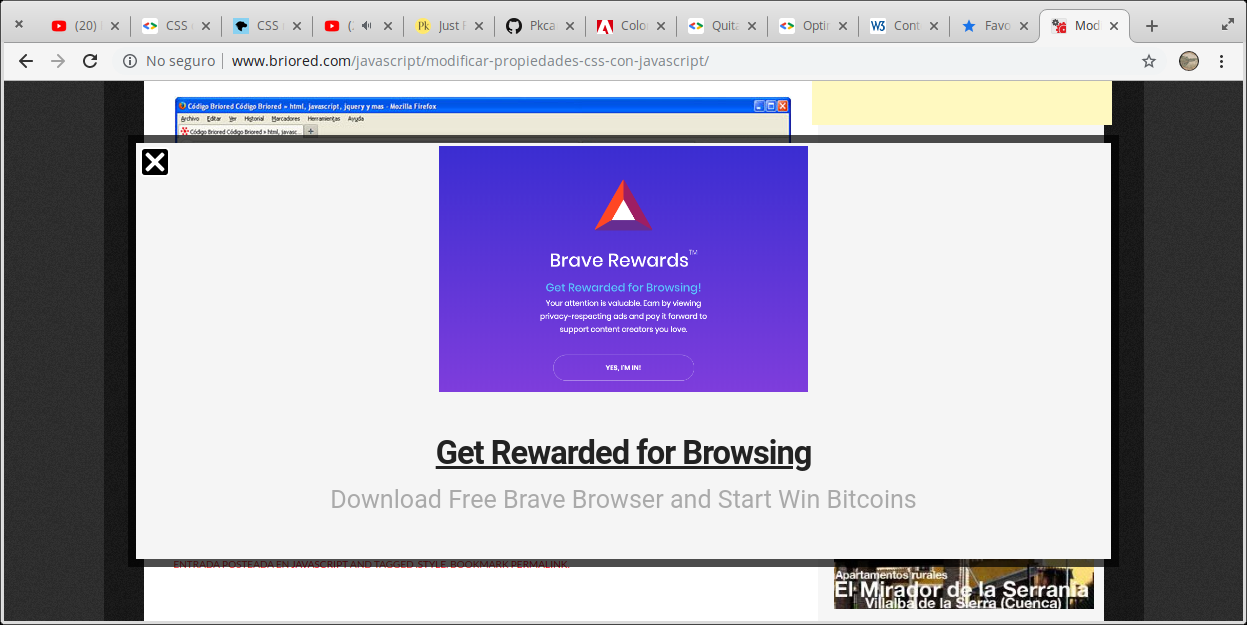 (20)
CSS
CSS
(.
Pk
Just
Pkca
Colo
Quita
Optin
W3
Cont
Favo
Mod
No seguro
www.briored.com/javascript/modificar-propiedades-css-con-javascript/
Código Briored Código Briored » html, javascript, jquery y mas - Mozilla Firefox
Archivo Editar Ver Historial Marcadores Herramientas Ayuda
Código Briored Código Briored » html, javasc...
Brave Rewards™
Get Rewarded for Browsing!
Your attention is valuable. Earn by viewing
privacy-respecting ads and pay it forward to
support content creators you love.
YES, I'M IN!
Get Rewarded for Browsing
Download Free Brave Browser and Start Win Bitcoins
ENTRADA POSTEADA EN JAVASCRIPT AND TAGGED .STYLE. BOOKMARK PERMALINK.
Apartamentos rurales
El Mirador de la Serranía
Villalba de la Sierra (Cuenca)